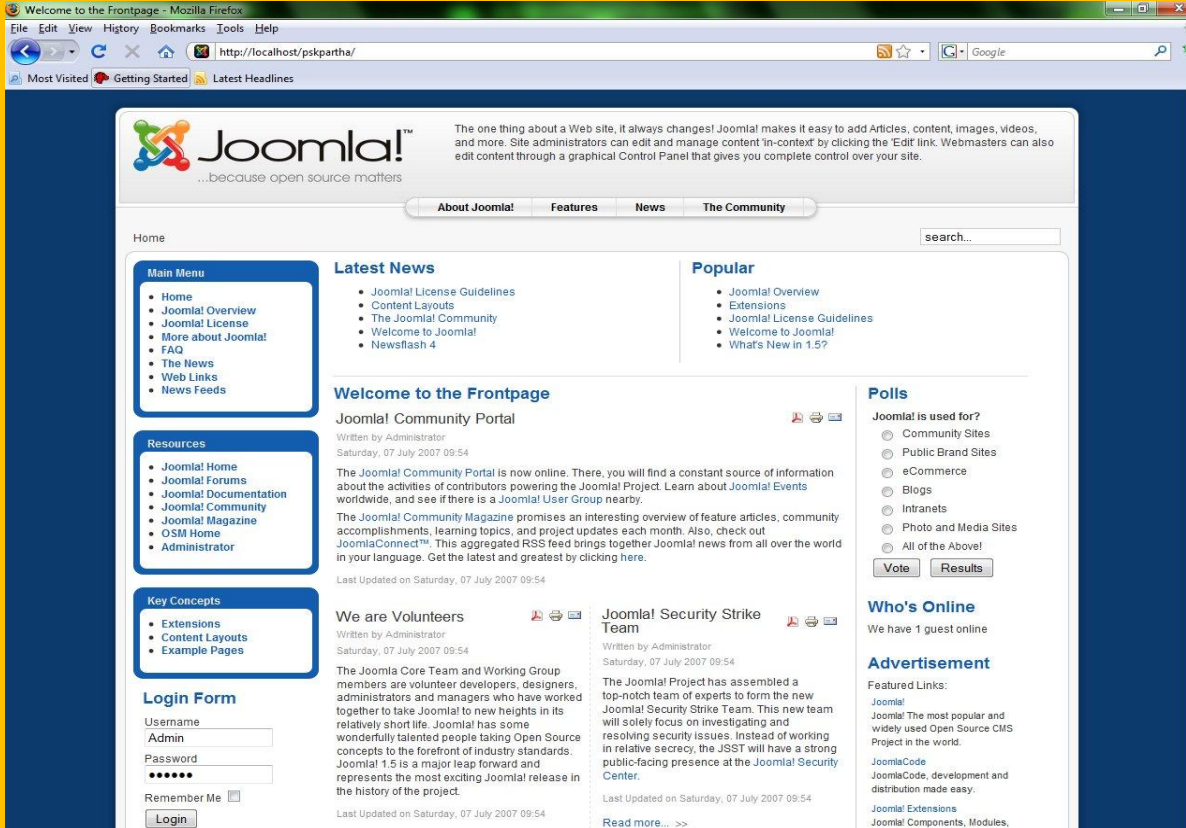 Welcome to the Frontpage - Mozilla Firefox
File Edit View History Bookmarks Tools Help
http://localhost/pskpartha/
G Google
Most Visited Getting Started Latest Headlines
Joomla!™
...because open source matters
The one thing about a Web site, it always changes! Joomla! makes it easy to add Articles, content, images, videos,
and more. Site administrators can edit and manage content 'in-context' by clicking the 'Edit' link. Webmasters can also
edit content through a graphical Control Panel that gives you complete control over your site.
About Joomla! Features News The Community
Home
search...
Main Menu
Home
Joomla! Overview
Joomla! License
More about Joomla!
FAQ
The News
Web Links
News Feeds
Resources
Joomla! Home
Joomla! Forums
Joomla! Documentation
Joomla! Community
Joomla! Magazine
OSM Home
Administrator
Key Concepts
Extensions
Content Layouts
Example Pages
Login Form
Username
Admin
Password
••••••
Remember Me
Login
Latest News
Joomla! License Guidelines
Content Layouts
The Joomla! Community
Welcome to Joomla!
Newsflash 4
Popular
Joomla! Overview
Extensions
Joomla! License Guidelines
Welcome to Joomla!
What's New in 1.5?
Welcome to the Frontpage
Joomla! Community Portal
Written by Administrator
Saturday, 07 July 2007 09:54
The Joomla! Community Portal is now online. There, you will find a constant source of information
about the activities of contributors powering the Joomla! Project. Learn about Joomla! Events
worldwide, and see if there is a Joomla! User Group nearby.
The Joomla! Community Magazine promises an interesting overview of feature articles, community
accomplishments, learning topics, and project updates each month. Also, check out
JoomlaConnect™. This aggregated RSS feed brings together Joomla! news from all over the world
in your language. Get the latest and greatest by clicking here.
Last Updated on Saturday, 07 July 2007 09:54
We are Volunteers
Written by Administrator
Saturday, 07 July 2007 09:54
The Joomla Core Team and Working Group
members are volunteer developers, designers,
administrators and managers who have worked
together to take Joomla! to new heights in its
relatively short life. Joomla! has some
wonderfully talented people taking Open Source
concepts to the forefront of industry standards.
Joomla! 1.5 is a major leap forward and
represents the most exciting Joomla! release in
the history of the project.
Last Updated on Saturday, 07 July 2007 09:54
Joomla! Security Strike
Team
Written by Administrator
Saturday, 07 July 2007 09:54
The Joomla! Project has assembled a
top-notch team of experts to form the new
Joomla! Security Strike Team. This new team
will solely focus on investigating and
resolving security issues. Instead of working
in relative secrecy, the JSST will have a strong
public-facing presence at the Joomla! Security
Center.
Last Updated on Saturday, 07 July 2007 09:54
Read more... >>
Polls
Joomla! is used for?
Community Sites
Public Brand Sites
eCommerce
Blogs
Intranets
Photo and Media Sites
All of the Above!
Vote Results
Who's Online
We have 1 guest online
Advertisement
Featured Links:
Joomla!
Joomla! The most popular and
widely used Open Source CMS
Project in the world.
JoomlaCode
JoomlaCode, development and
distribution made easy.
Joomla! Extensions
Joomla! Components, Modules,